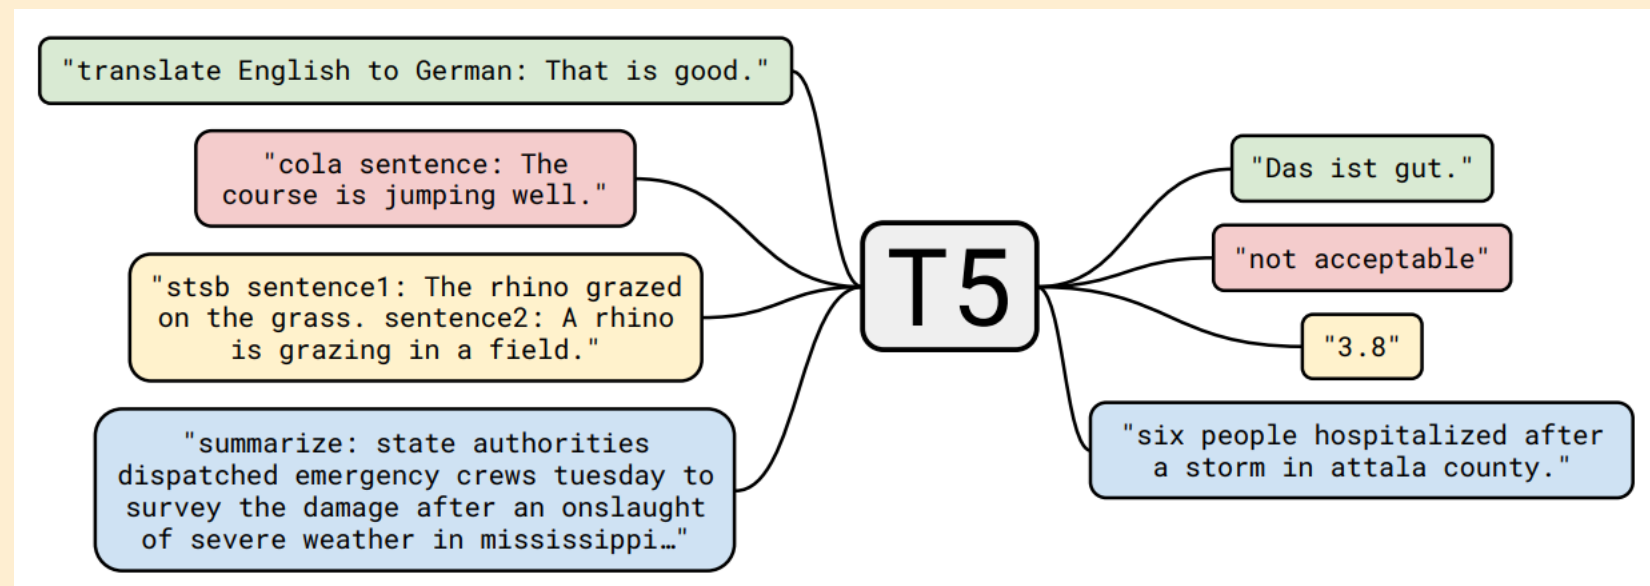 "translate English to German: That is good."
"cola sentence: The
course is jumping well."
"stsb sentence1: The rhino grazed
on the grass. sentence2: A rhino
is grazing in a field."
"summarize: state authorities
dispatched emergency crews tuesday to
survey the damage after an onslaught
of severe weather in mississippi…"
T5
"Das ist gut."
"not acceptable"
"3.8"
"six people hospitalized after
a storm in attala county."